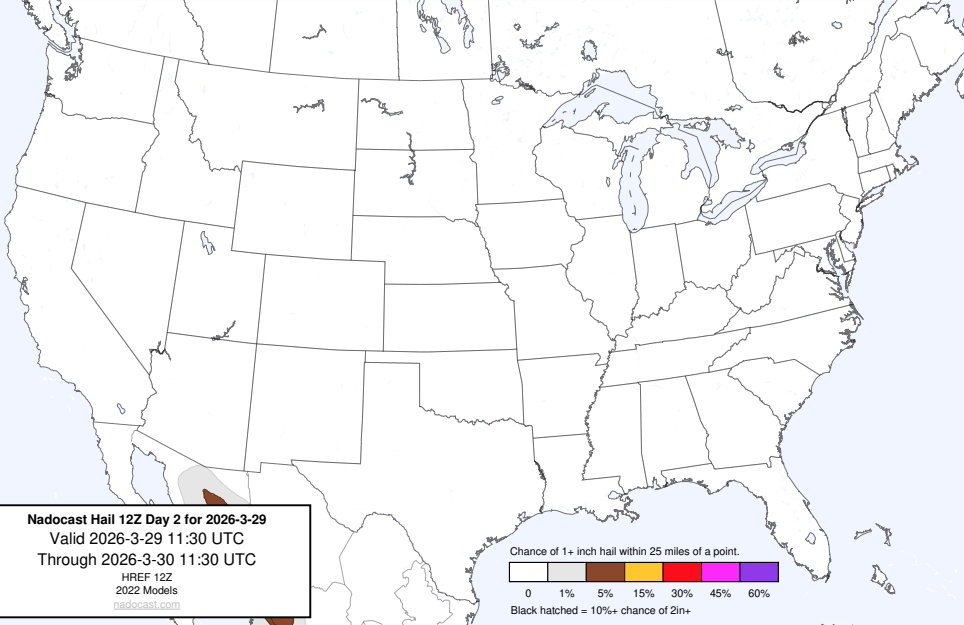 Nadocast Hail 12Z Day 2 for 2026-3-29
Valid 2026-3-29 11:30 UTC
Through 2026-3-30 11:30 UTC
HREF 12Z
2022 Models
nadocast.com
Chance of 1+ inch hail within 25 miles of a point.
0 1% 5% 15% 30% 45% 60%
Black hatched = 10%+ chance of 2in+